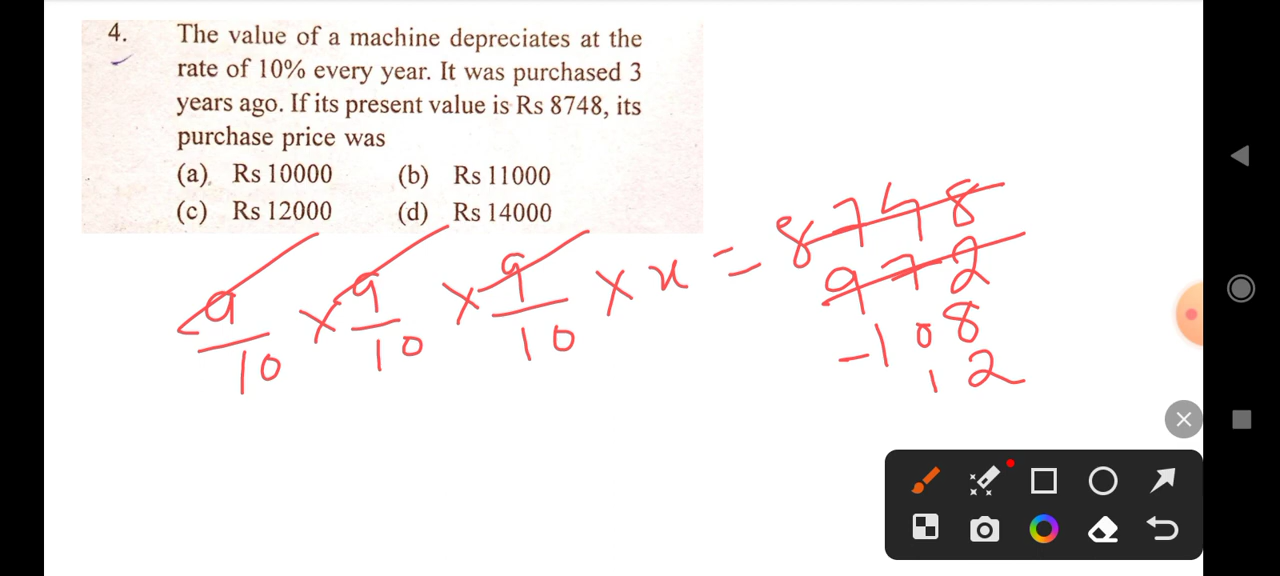 4. The value of a machine depreciates at the
rate of 10% every year. It was purchased 3
years ago. If its present value is Rs 8748, its
purchase price was
(a) Rs 10000 (b) Rs 11000
(c) Rs 12000 (d) Rs 14000
9/10 × 9/10 × 9/10 × x = 8748
972
108
12